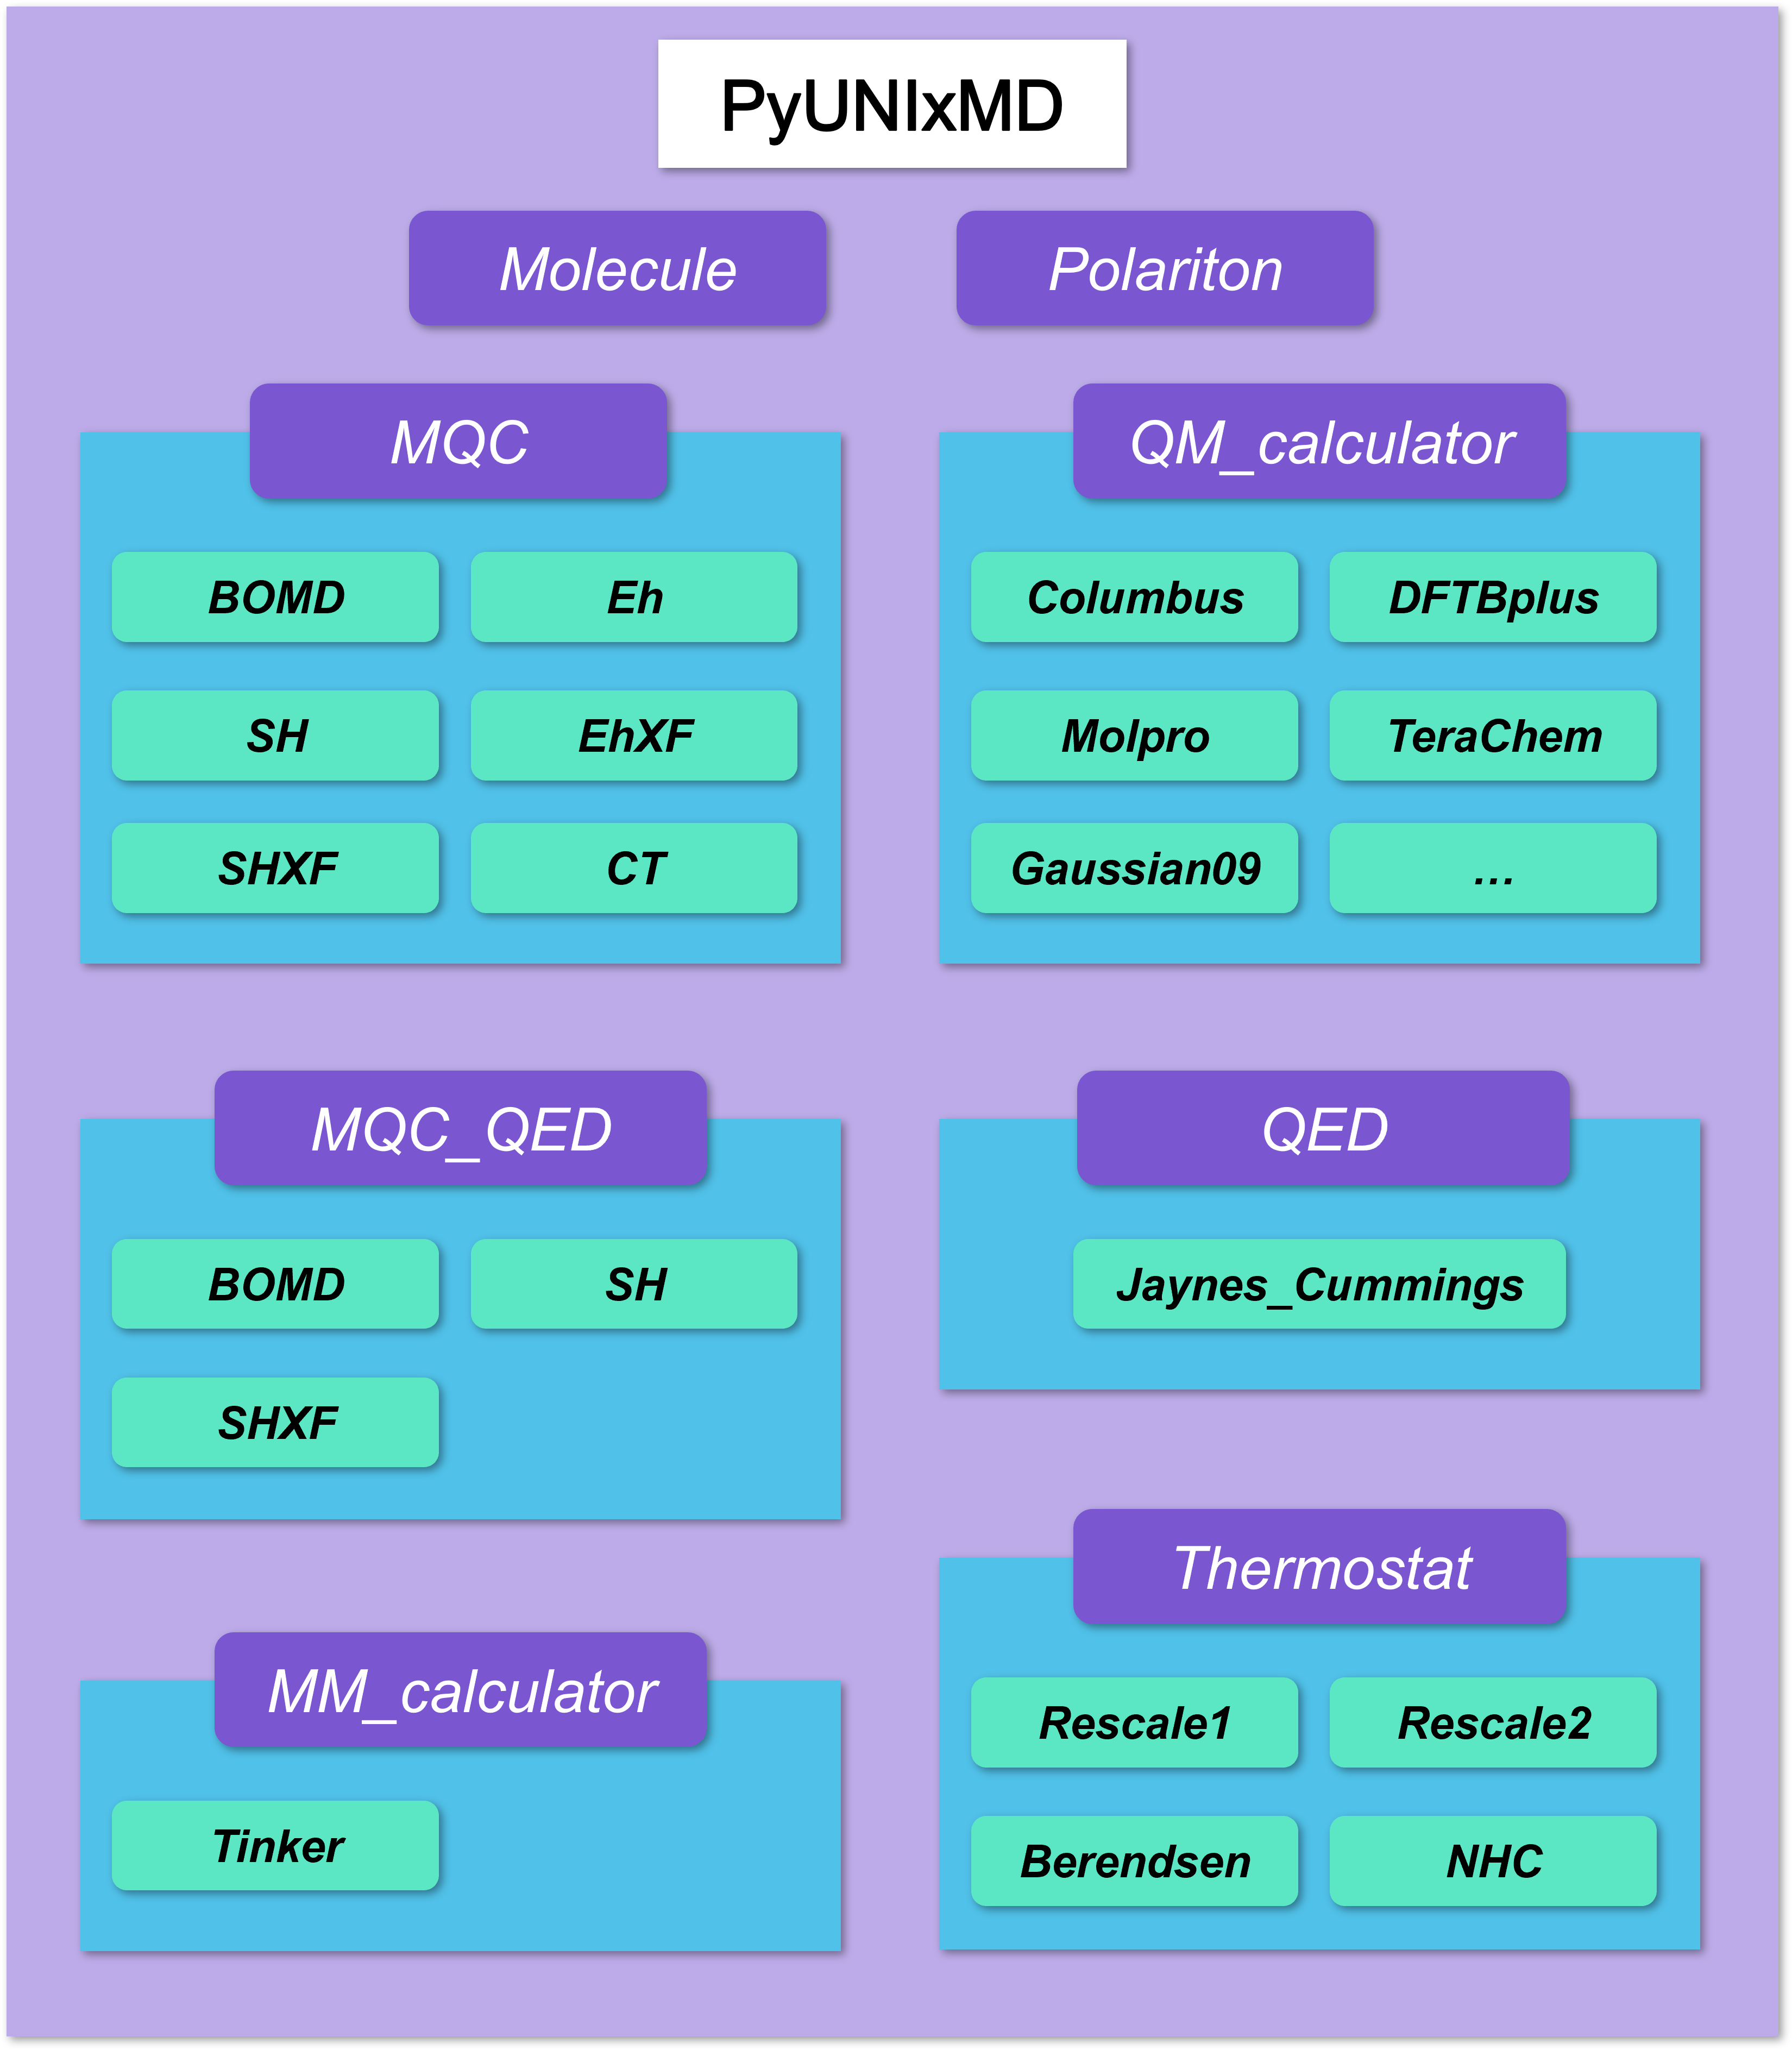 PyUNIxMD
Molecule
Polariton
MQC
BOMD
Eh
SH
EhXF
SHXF
CT
QM_calculator
Columbus
DFTBplus
Molpro
TeraChem
Gaussian09
...
MQC_QED
BOMD
SH
SHXF
QED
Jaynes_Cummings
MM_calculator
Tinker
Thermostat
Rescale1
Rescale2
Berendsen
NHC